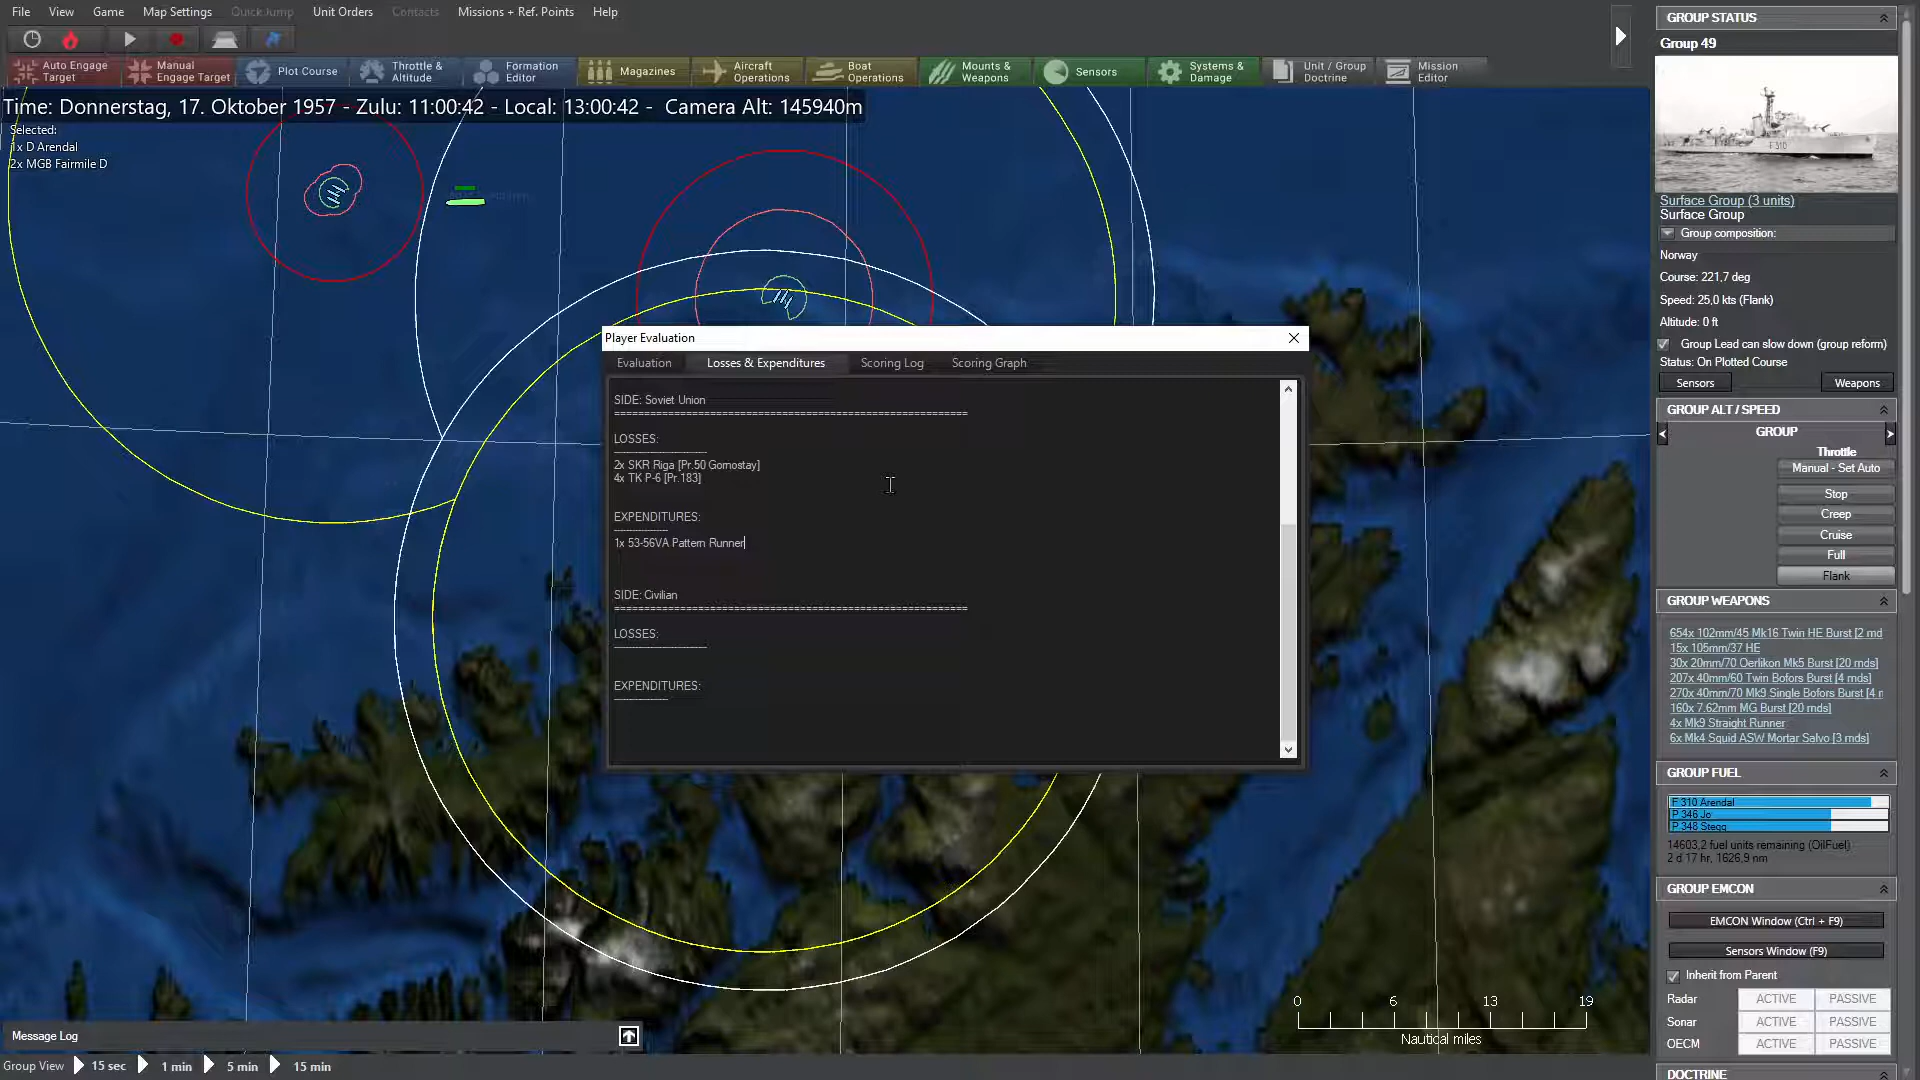 File View Game Map Settings Quick Jump Unit Orders Contacts Missions + Ref. Points Help
Auto Engage Target
Manual Engage Target
Plot Course
Throttle & Altitude
Formation Editor
Magazines
Aircraft Operations
Boat Operations
Mounts & Weapons
Sensors
Systems & Damage
Unit / Group Doctrine
Mission Editor
Time: Donnerstag, 17. Oktober 1957 - Zulu: 11:00:42 - Local: 13:00:42 - Camera Alt: 145940m
Selected:
1x D Arendal
2x MGB Fairmile D
Player Evaluation
Evaluation Losses & Expenditures Scoring Log Scoring Graph
SIDE: Soviet Union
===========================================================
LOSSES:
-------------------------------
2x SKR Riga [Pr.50 Gornostay]
4x TK P-6 [Pr.183]
EXPENDITURES:
------------------
1x 53-56VA Pattern Runner
SIDE: Civilian
===========================================================
LOSSES:
-------------------------------
EXPENDITURES:
------------------
0 6 13 19
Nautical miles
Message Log
Group View 15 sec 1 min 5 min 15 min
GROUP STATUS
Group 49
F 310
Surface Group (3 units)
Surface Group
Group composition:
Norway
Course: 221,7 deg
Speed: 25,0 kts (Flank)
Altitude: 0 ft
Group Lead can slow down (group reform)
Status: On Plotted Course
Sensors Weapons
GROUP ALT / SPEED
GROUP
Throttle
Manual - Set Auto
Stop
Creep
Cruise
Full
Flank
GROUP WEAPONS
654x 102mm/45 Mk16 Twin HE Burst [2 rnd
15x 105mm/37 HE
30x 20mm/70 Oerlikon Mk5 Burst [20 rnds]
207x 40mm/60 Twin Bofors Burst [4 rnds]
270x 40mm/70 Mk9 Single Bofors Burst [4 r
160x 7.62mm MG Burst [20 rnds]
4x Mk9 Straight Runner
6x Mk4 Squid ASW Mortar Salvo [3 rnds]
GROUP FUEL
F 310 Arendal
P 346 Jo
P 348 Stegg
14603,2 fuel units remaining (OilFuel)
2 d 17 hr, 1626,9 nm
GROUP EMCON
EMCON Window (Ctrl + F9)
Sensors Window (F9)
Inherit from Parent
Radar ACTIVE PASSIVE
Sonar ACTIVE PASSIVE
OECM ACTIVE PASSIVE
DOCTRINE